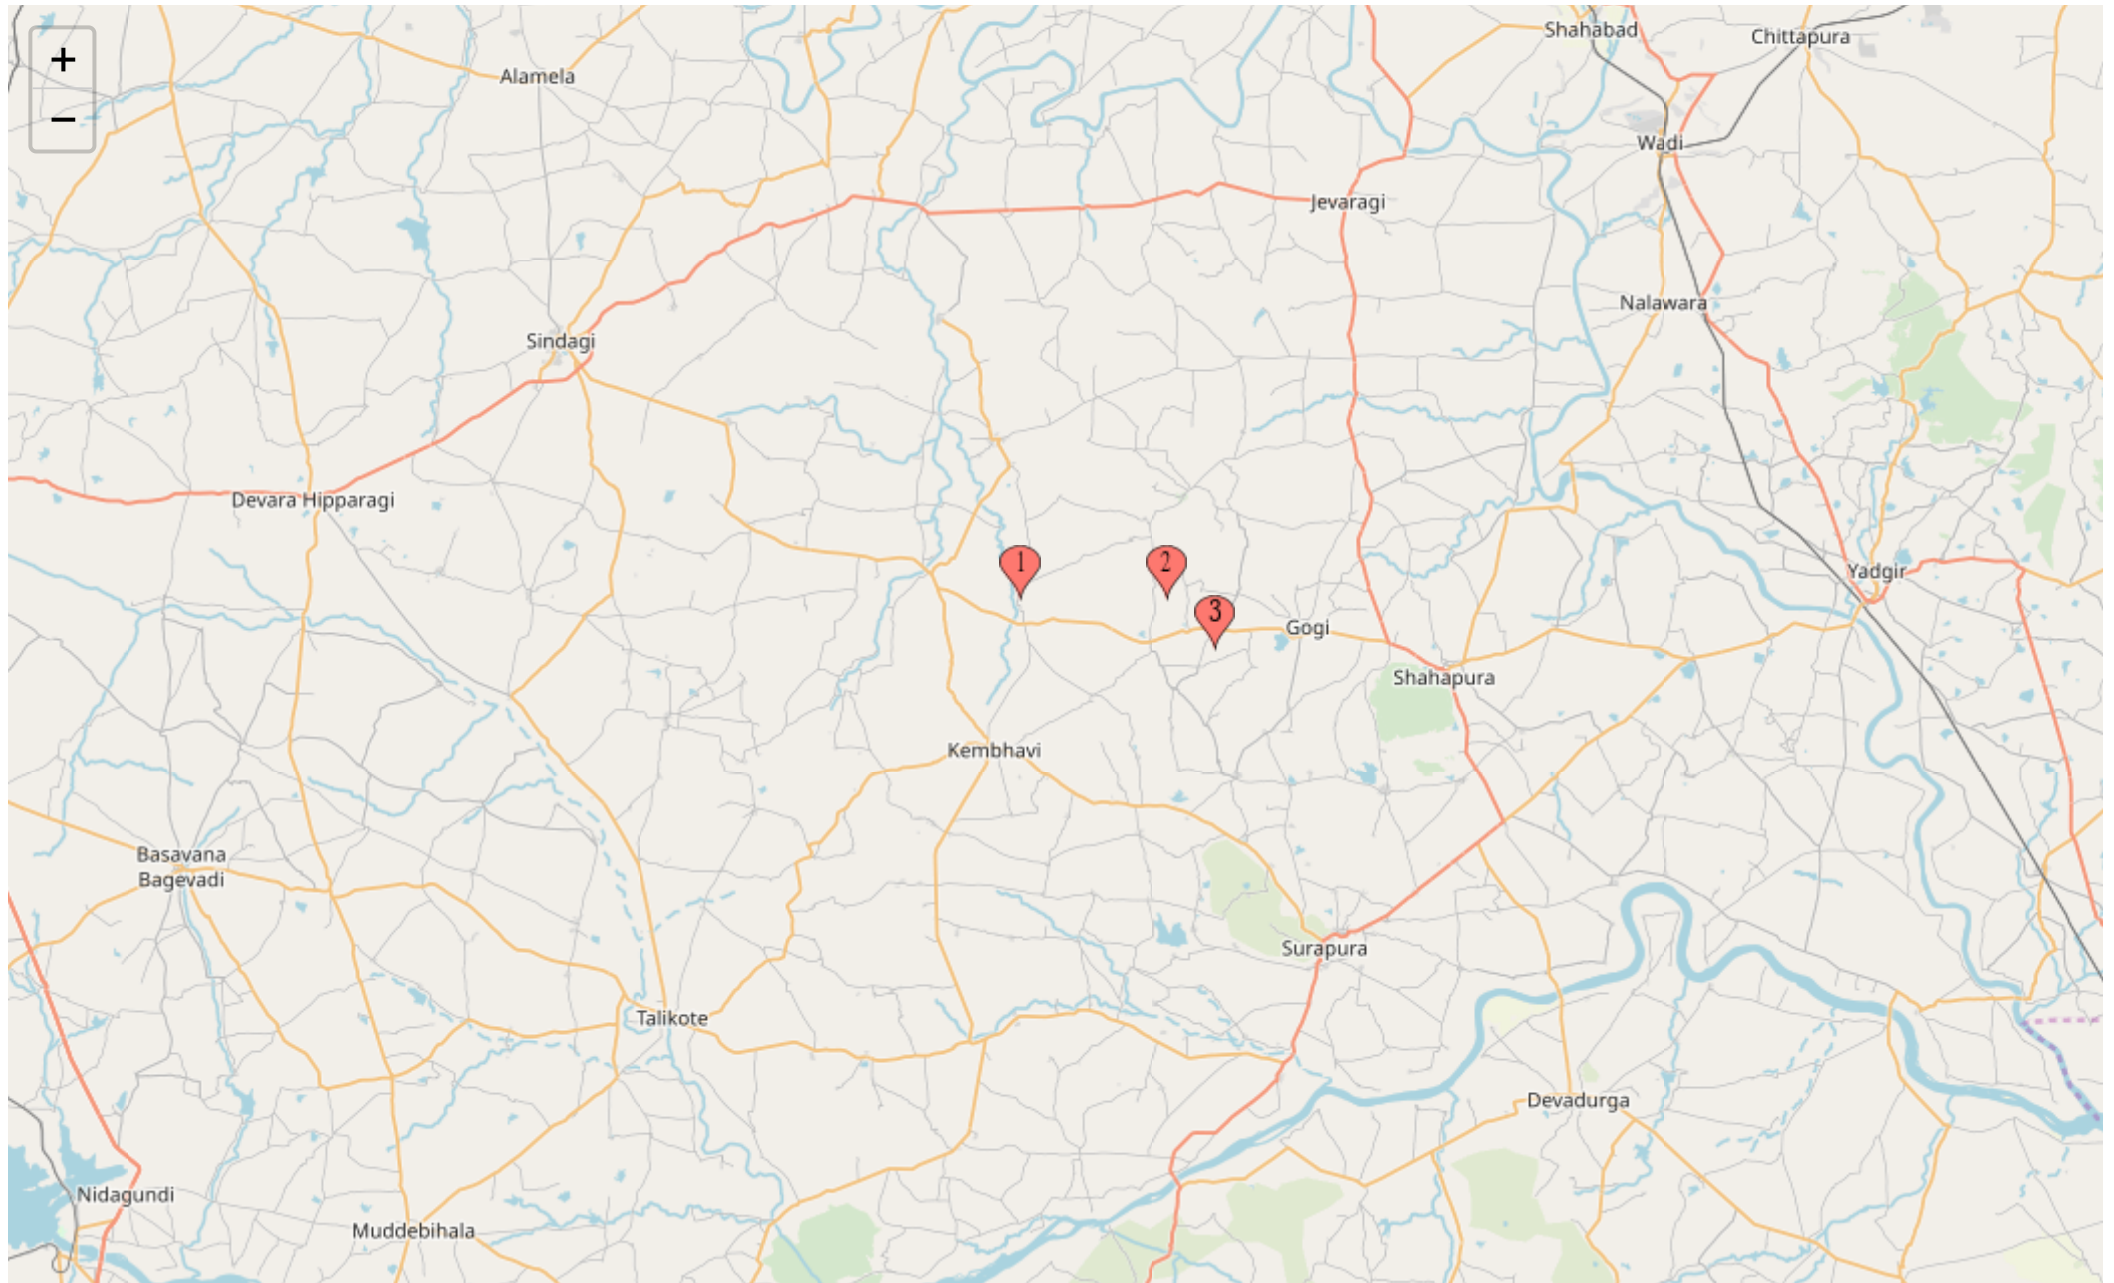 +
−
Shahabad
Chittapura
Alamela
Wadi
Jevaragi
Nalawara
Sindagi
Devara Hipparagi
1
2
Yadgir
3
Gogi
Shahapura
Kembhavi
Basavana
Bagevadi
Surapura
Talikote
Devadurga
Nidagundi
Muddebihala